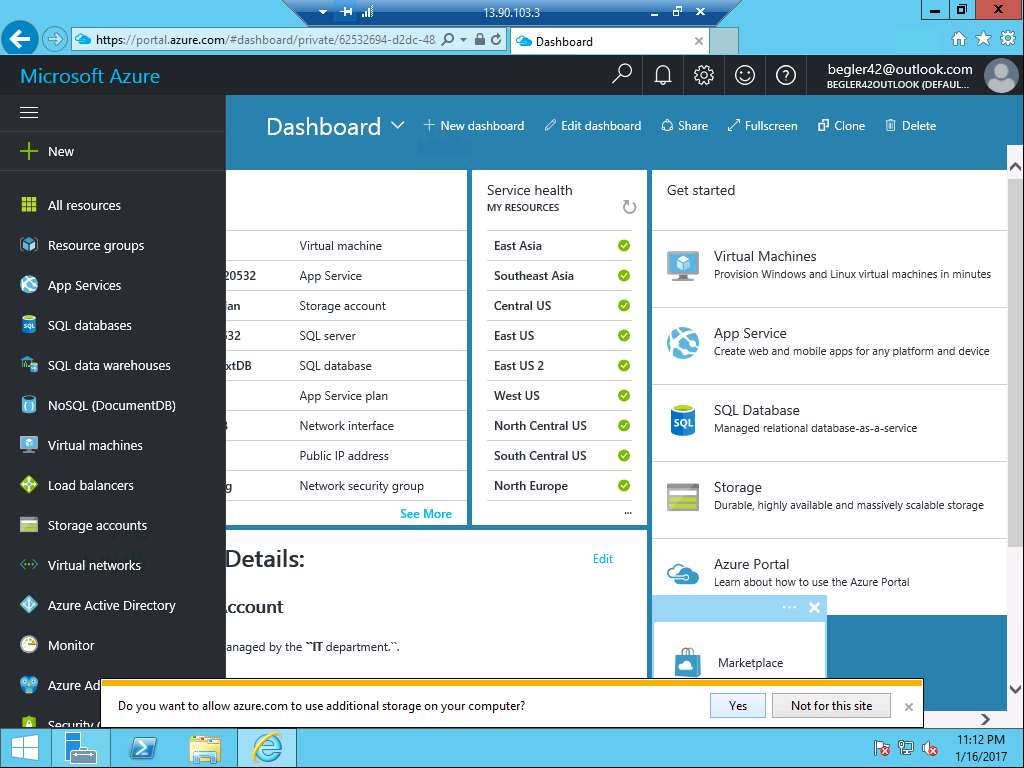 13.90.103.3
https://portal.azure.com/#dashboard/private/62532694-d2dc-48
Dashboard
Microsoft Azure
begler42@outlook.com
BEGLER42OUTLOOK (DEFAUL...
Dashboard
New dashboard
Edit dashboard
Share
Fullscreen
Clone
Delete
New
All resources
Resource groups
App Services
SQL databases
SQL data warehouses
NoSQL (DocumentDB)
Virtual machines
Load balancers
Storage accounts
Virtual networks
Azure Active Directory
Monitor
Azure Ad
Security
Virtual machine
20532 App Service
lan Storage account
532 SQL server
extDB SQL database
App Service plan
Network interface
Public IP address
g Network security group
See More
Service health
MY RESOURCES
East Asia
Southeast Asia
Central US
East US
East US 2
West US
North Central US
South Central US
North Europe
...
Get started
Virtual Machines
Provision Windows and Linux virtual machines in minutes
App Service
Create web and mobile apps for any platform and device
SQL
SQL Database
Managed relational database-as-a-service
Storage
Durable, highly available and massively scalable storage
Azure Portal
Learn about how to use the Azure Portal
Details:
Edit
ccount
anaged by the ``IT department.``.
Marketplace
Do you want to allow azure.com to use additional storage on your computer?
Yes
Not for this site
11:12 PM
1/16/2017